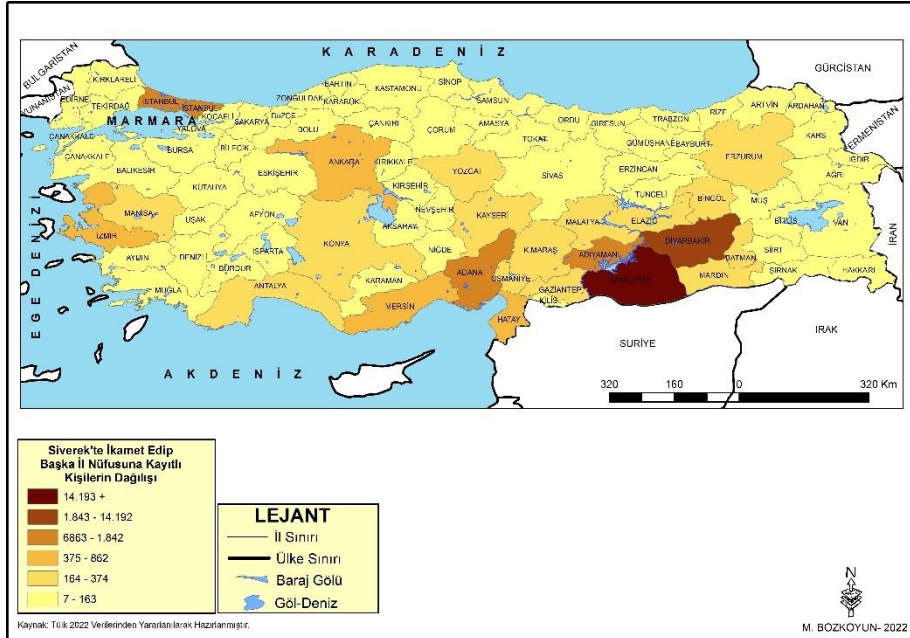 KARADENİZ
BULGARİSTAN
GÜRCİSTAN
YUNANİSTAN
ERMENİSTAN
MARMARA
EGE DENİZİ
AKDENİZ
İRAN
IRAK
SURİYE
KIRKLARELİ
EDİRNE
TEKİRDAĞ
İSTANBUL
İSTANBUL
KOCAELİ
YALOVA
SAKARYA
DÜZCE
ZONGULDAK
BARTIN
KARABÜK
KASTAMONU
SİNOP
SAMSUN
ORDU
GİRESUN
TRABZON
RİZE
ARTVİN
ARDAHAN
KARS
IĞDIR
AĞRI
ÇANAKKALE
ÇANAKKALE
BALIKESİR
BURSA
BİLECİK
BOLU
ÇANKIRI
ÇORUM
AMASYA
TOKAT
GÜMÜŞHANE
BAYBURT
ERZURUM
ERZİNCAN
SİVAS
YOZGAT
KIRIKKALE
ANKARA
ESKİŞEHİR
KÜTAHYA
MANİSA
İZMİR
UŞAK
AFYON
KIRŞEHİR
NEVŞEHİR
KAYSERİ
AKSARAY
KONYA
ISPARTA
DENİZLİ
AYDIN
MUĞLA
BURDUR
ANTALYA
KARAMAN
NİĞDE
MERSİN
ADANA
OSMANİYE
HATAY
K.MARAŞ
GAZİANTEP
KİLİS
MALATYA
ADIYAMAN
ELAZIĞ
TUNCELİ
BİNGÖL
MUŞ
BİTLİS
VAN
DİYARBAKIR
BATMAN
SİİRT
MARDİN
ŞIRNAK
HAKKARİ
320 160 0 320 Km
Siverek'te İkamet Edip
Başka İl Nüfusuna Kayıtlı
Kişilerin Dağılışı
14.193 +
1.843 - 14.192
6863 - 1.842
375 - 862
164 - 374
7 - 163
LEJANT
İl Sınırı
Ülke Sınırı
Baraj Gölü
Göl-Deniz
N
Kaynak: Tüik 2022 Verilerinden Yararlanılarak Hazırlanmıştır.
M. BOZKOYUN- 2022